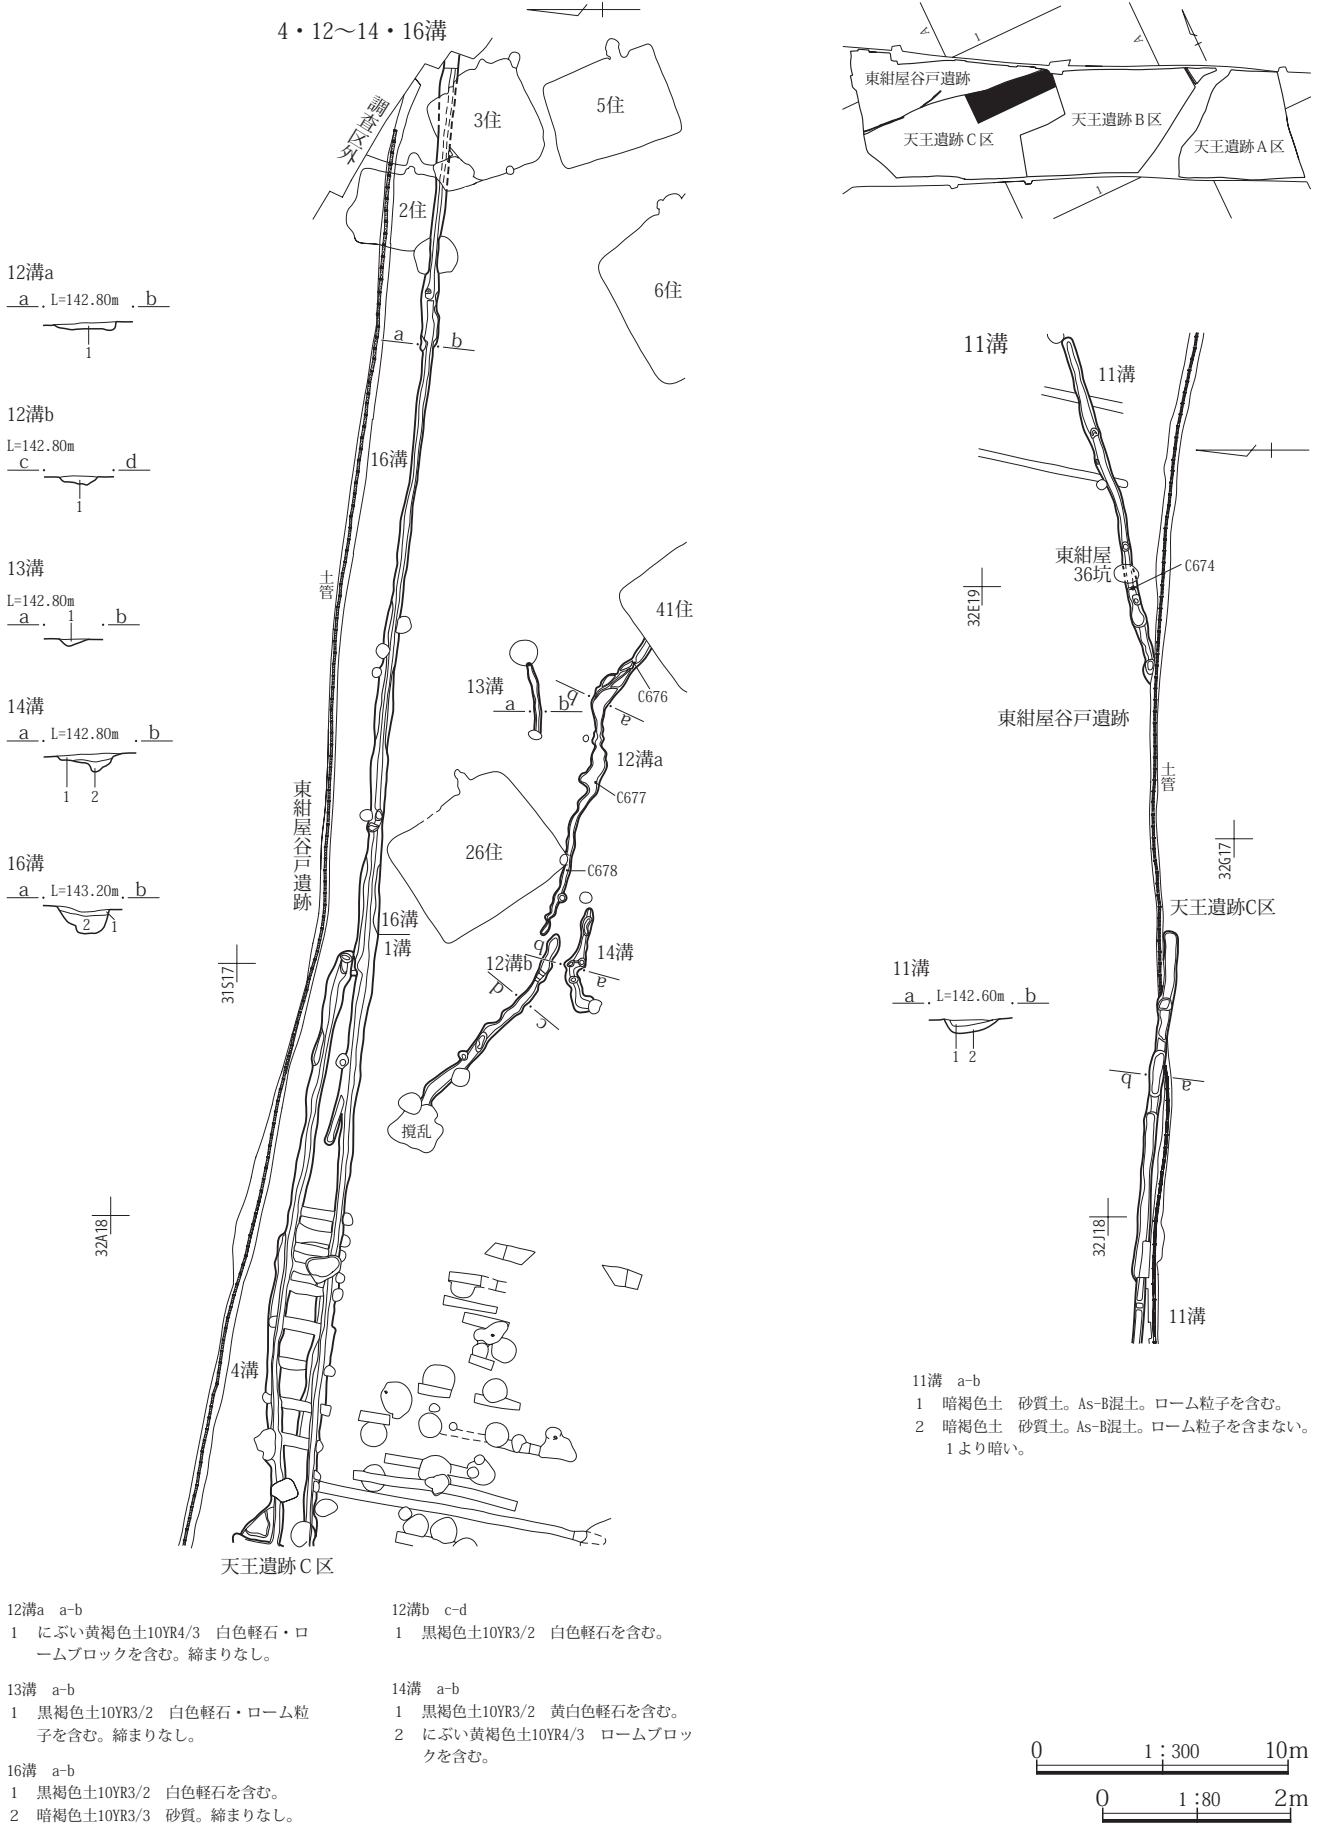 4・12〜14・16溝
調査区外
3住
5住
2住
6住
a
b
16溝
土管
41住
C676
13溝
a
b
b
a
12溝a
C677
東紺屋谷戸遺跡
26住
C678
16溝
1溝
b
14溝
12溝b
a
d
c
31S17
撹乱
32A18
4溝
天王遺跡C区
12溝a
a
L=142.80m
b
1
12溝b
L=142.80m
c
d
1
13溝
L=142.80m
1
a
b
14溝
a
L=142.80m
b
1 2
16溝
a
L=143.20m
b
2 1
東紺屋谷戸遺跡
天王遺跡C区
天王遺跡B区
天王遺跡A区
A
1
A
1
1
11溝
11溝
東紺屋
36坑
C674
32E19
東紺屋谷戸遺跡
土管
32G17
天王遺跡C区
11溝
a
L=142.60m
b
1 2
b
a
32J18
11溝
11溝 a-b
1 暗褐色土 砂質土。As-B混土。ローム粒子を含む。
2 暗褐色土 砂質土。As-B混土。ローム粒子を含まない。
1より暗い。
12溝a a-b
1 にぶい黄褐色土10YR4/3 白色軽石・ロ
ームブロックを含む。締まりなし。
13溝 a-b
1 黒褐色土10YR3/2 白色軽石・ローム粒
子を含む。締まりなし。
16溝 a-b
1 黒褐色土10YR3/2 白色軽石を含む。
2 暗褐色土10YR3/3 砂質。締まりなし。
12溝b c-d
1 黒褐色土10YR3/2 白色軽石を含む。
14溝 a-b
1 黒褐色土10YR3/2 黄白色軽石を含む。
2 にぶい黄褐色土10YR4/3 ロームブロッ
クを含む。
0 1:300 10m
0 1:80 2m